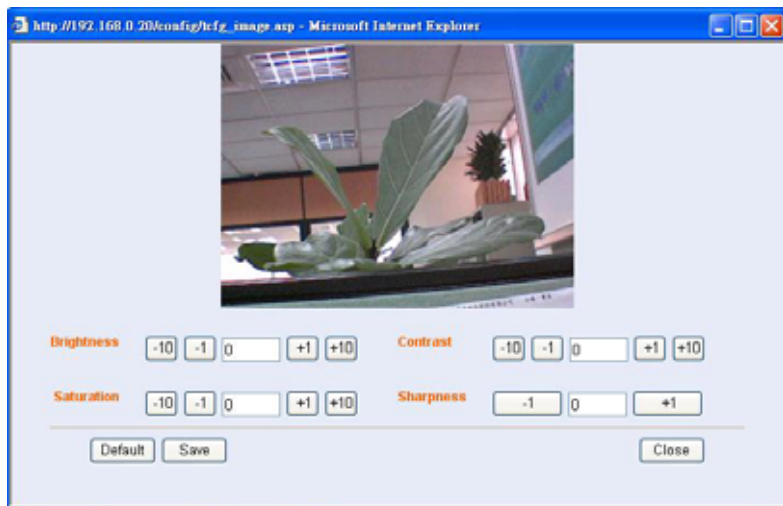 http://192.168.0.20/config/tcfg_image.asp - Microsoft Internet Explorer
Brightness -10 -1 0 +1 +10 Contrast -10 -1 0 +1 +10
Saturation -10 -1 0 +1 +10 Sharpness -1 0 +1
Default Save Close